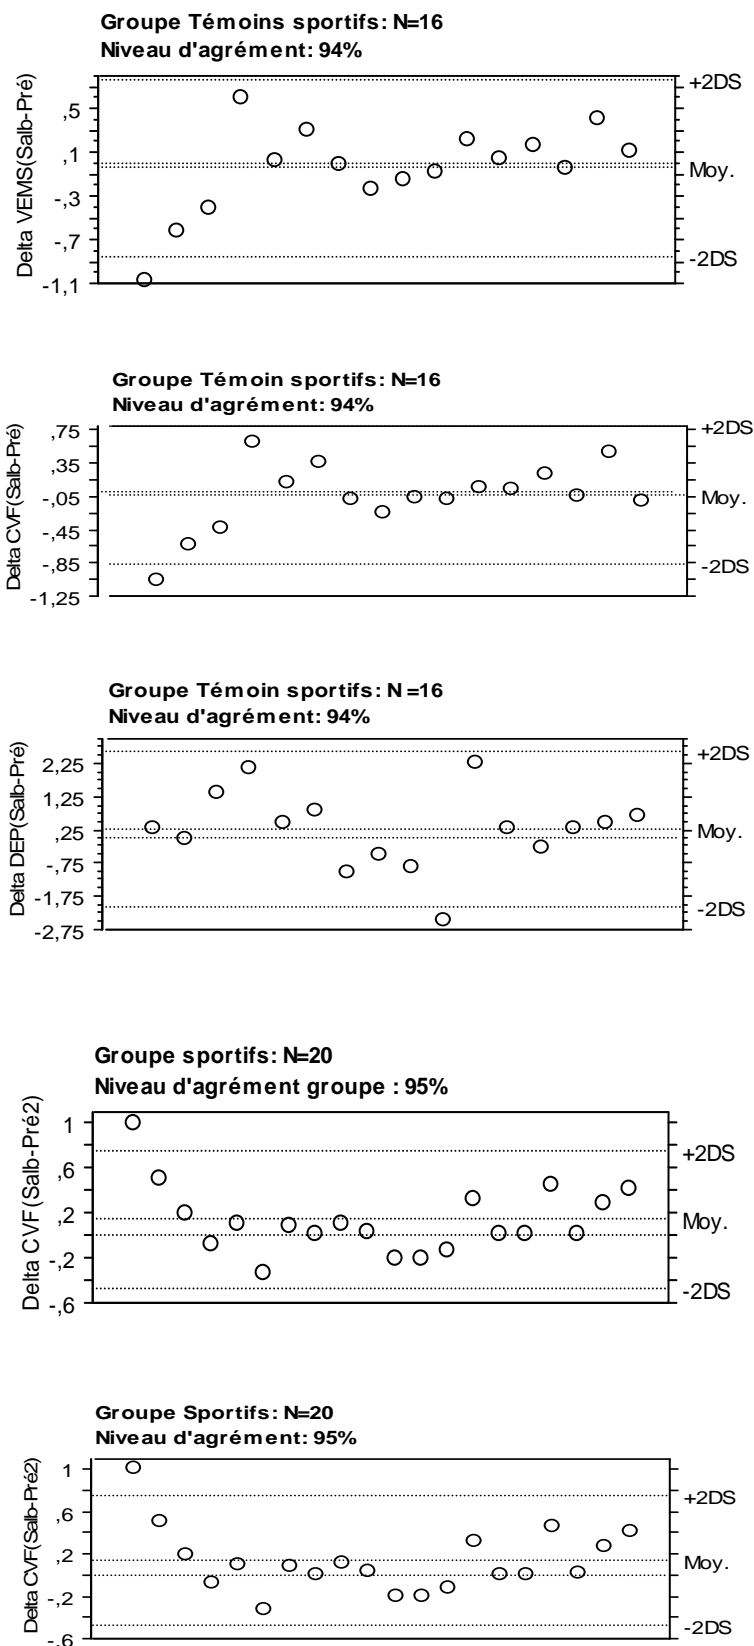 Groupe Témoins sportifs: N=16
Niveau d'agrément: 94%
Delta VEMS(Salb-Pré)
,5
,1
-,3
-,7
-1,1
+2DS
Moy.
-2DS
Groupe Témoin sportifs: N=16
Niveau d'agrément: 94%
Delta CVF(Salb-Pré)
,75
,35
-,05
-,45
-,85
-1,25
+2DS
Moy.
-2DS
Groupe Témoin sportifs: N =16
Niveau d'agrément: 94%
Delta DEP(Salb-Pré)
2,25
1,25
,25
-,75
-1,75
-2,75
+2DS
Moy.
-2DS
Groupe sportifs: N=20
Niveau d'agrément groupe : 95%
Delta CVF(Salb-Pré2)
1
,6
,2
-,2
-,6
+2DS
Moy.
-2DS
Groupe Sportifs: N=20
Niveau d'agrément: 95%
Delta CVF(Salb-Pré2)
1
,6
,2
-,2
-,6
+2DS
Moy.
-2DS